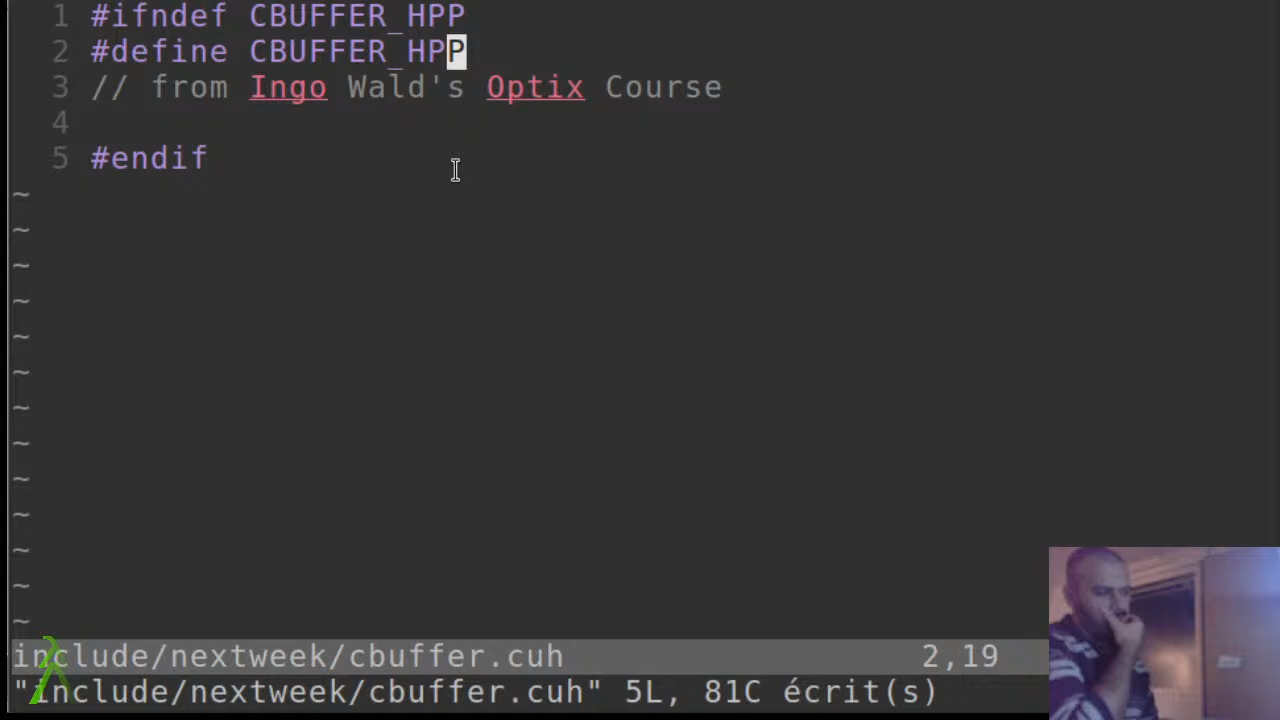 1 #ifndef CBUFFER_HPP
2 #define CBUFFER_HPP
3 // from Ingo Wald's Optix Course
4
5 #endif
~
~
~
~
~
~
~
~
~
~
~
~
~
include/nextweek/cbuffer.cuh 2,19
"include/nextweek/cbuffer.cuh" 5L, 81C écrit(s)